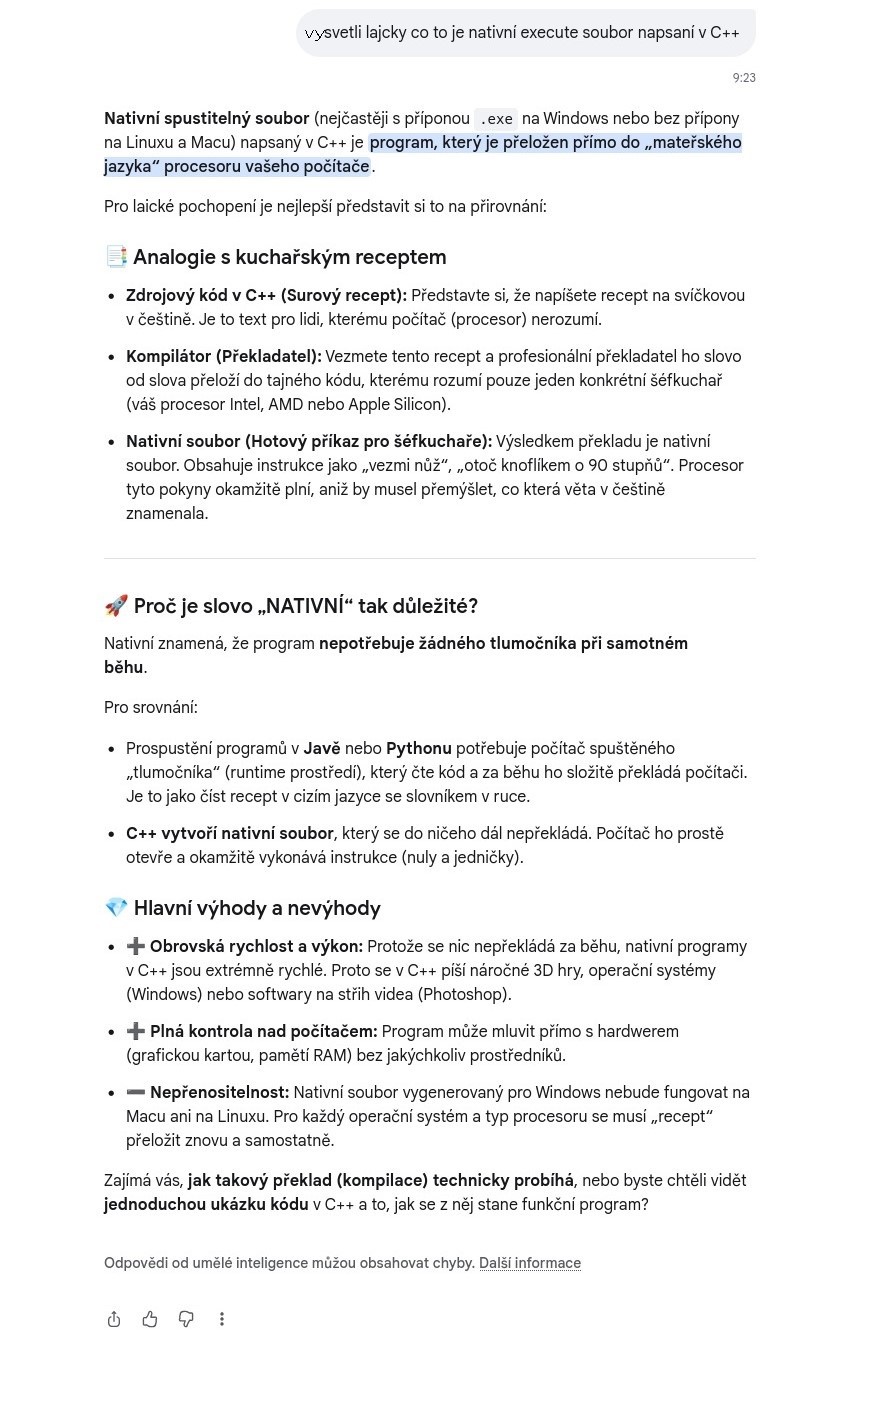 vysvetli lajcky co to je nativní execute soubor napsaní v C++
9:23
Nativní spustitelný soubor (nejčastěji s příponou .exe na Windows nebo bez přípony
na Linuxu a Macu) napsaný v C++ je program, který je přeložen přímo do „mateřského
jazyka“ procesoru vašeho počítače.
Pro laické pochopení je nejlepší představit si to na přirovnání:
📑 Analogie s kuchařským receptem
• Zdrojový kód v C++ (Surový recept): Představte si, že napíšete recept na svíčkovou
v češtině. Je to text pro lidi, kterému počítač (procesor) nerozumí.
• Kompilátor (Překladatel): Vezmete tento recept a profesionální překladatel ho slovo
od slova přeloží do tajného kódu, kterému rozumí pouze jeden konkrétní šéfkuchař
(váš procesor Intel, AMD nebo Apple Silicon).
• Nativní soubor (Hotový příkaz pro šéfkuchaře): Výsledkem překladu je nativní
soubor. Obsahuje instrukce jako „vezmi nůž“, „otoč knoflíkem o 90 stupňů“. Procesor
tyto pokyny okamžitě plní, aniž by musel přemýšlet, co která věta v češtině
znamenala.
🚀 Proč je slovo „NATIVNÍ“ tak důležité?
Nativní znamená, že program nepotřebuje žádného tlumočníka při samotném
běhu.
Pro srovnání:
• Prospustění programů v Javě nebo Pythonu potřebuje počítač spuštěného
„tlumočníka“ (runtime prostředí), který čte kód a za běhu ho složitě překládá počítači.
Je to jako číst recept v cizím jazyce se slovníkem v ruce.
• C++ vytvoří nativní soubor, který se do ničeho dál nepřekládá. Počítač ho prostě
otevře a okamžitě vykonává instrukce (nuly a jedničky).
💎 Hlavní výhody a nevýhody
• ➕ Obrovská rychlost a výkon: Protože se nic nepřekládá za běhu, nativní programy
v C++ jsou extrémně rychlé. Proto se v C++ píší náročné 3D hry, operační systémy
(Windows) nebo softwary na střih videa (Photoshop).
• ➕ Plná kontrola nad počítačem: Program může mluvit přímo s hardwerem
(grafickou kartou, pamětí RAM) bez jakýchkoliv prostředníků.
• ➖ Nepřenositelnost: Nativní soubor vygenerovaný pro Windows nebude fungovat na
Macu ani na Linuxu. Pro každý operační systém a typ procesoru se musí „recept“
přeložit znovu a samostatně.
Zajímá vás, jak takový překlad (kompilace) technicky probíhá, nebo byste chtěli vidět
jednoduchou ukázku kódu v C++ a to, jak se z něj stane funkční program?
Odpovědi od umělé inteligence můžou obsahovat chyby. Další informace